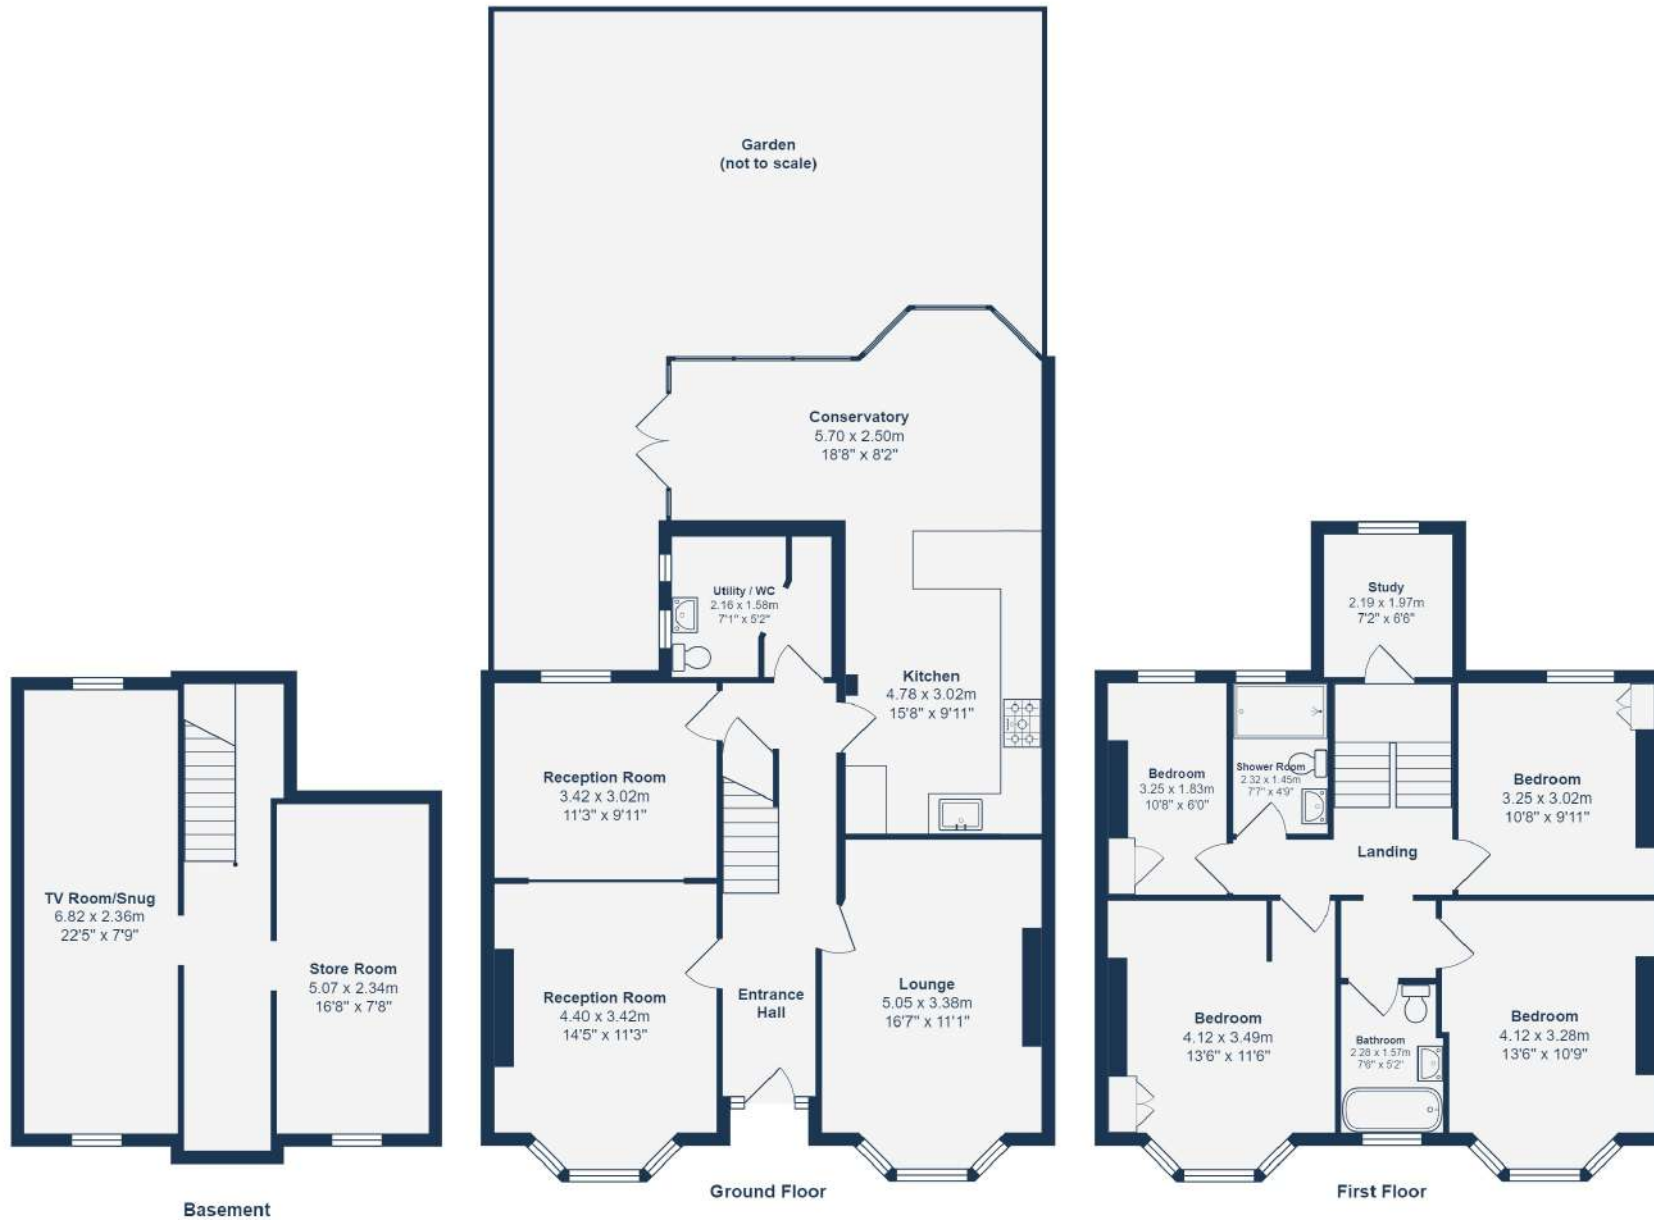 TV Room/Snug
6.82 x 2.36m
22'5" x 7'9"
Store Room
5.07 x 2.34m
16'8" x 7'8"
Basement
Garden
(not to scale)
Conservatory
5.70 x 2.50m
18'8" x 8'2"
Utility / WC
2.16 x 1.58m
7'1" x 5'2"
Kitchen
4.78 x 3.02m
15'8" x 9'11"
Reception Room
3.42 x 3.02m
11'3" x 9'11"
Reception Room
4.40 x 3.42m
14'5" x 11'3"
Entrance
Hall
Lounge
5.05 x 3.38m
16'7" x 11'1"
Ground Floor
Study
2.19 x 1.97m
7'2" x 6'6"
Bedroom
3.25 x 1.83m
10'8" x 6'0"
Shower Room
2.32 x 1.45m
7'7" x 4'9"
Bedroom
3.25 x 3.02m
10'8" x 9'11"
Landing
Bedroom
4.12 x 3.49m
13'6" x 11'6"
Bathroom
2.28 x 1.57m
7'6" x 5'2"
Bedroom
4.12 x 3.28m
13'6" x 10'9"
First Floor